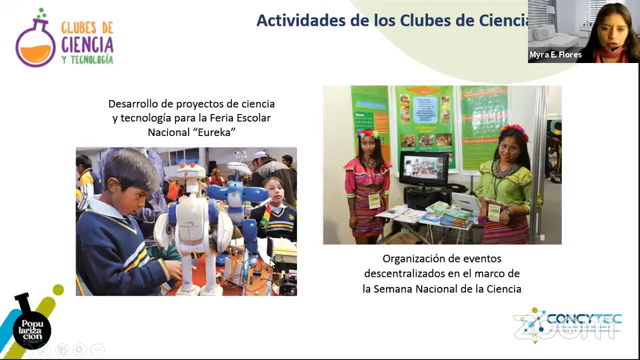 CLUBES DE
CIENCIA
Y TECNOLOGÍA
Actividades de los Clubes de Ciencia
Myra E. Flores
Desarrollo de proyectos de ciencia
y tecnología para la Feria Escolar
Nacional “Eureka”
Organización de eventos
descentralizados en el marco de
la Semana Nacional de la Ciencia
Popu
lariza
ción
CONCYTEC
zoom